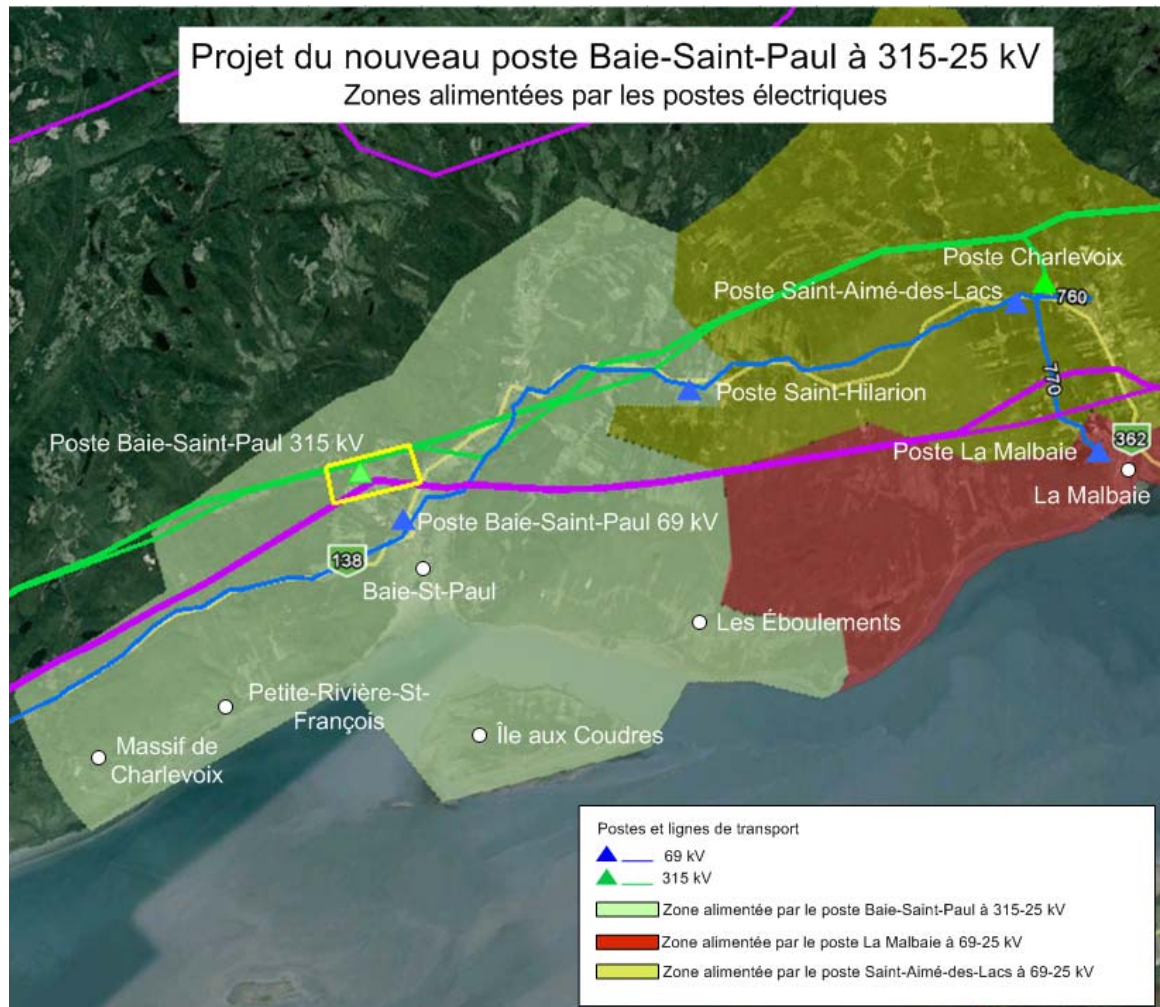 Projet du nouveau poste Baie-Saint-Paul à 315-25 kV
Zones alimentées par les postes électriques
Poste Charlevoix
Poste Saint-Aimé-des-Lacs
760
Poste Saint-Hilarion
770
Poste Baie-Saint-Paul 315 kV
Poste La Malbaie
362
La Malbaie
Poste Baie-Saint-Paul 69 kV
138
Baie-St-Paul
Les Éboulements
Petite-Rivière-St-
François
Île aux Coudres
Massif de
Charlevoix
Postes et lignes de transport
69 kV
315 kV
Zone alimentée par le poste Baie-Saint-Paul à 315-25 kV
Zone alimentée par le poste La Malbaie à 69-25 kV
Zone alimentée par le poste Saint-Aimé-des-Lacs à 69-25 kV